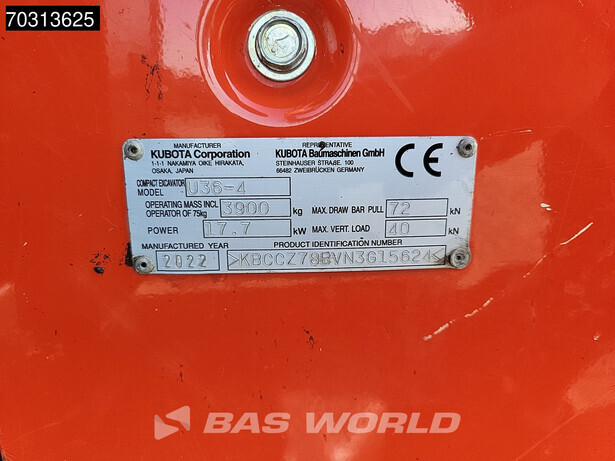 70313625
MANUFACTURER
KUBOTA Corporation
1-1-1 NAKAMIYA OIKE HIRAKATA,
OSAKA, JAPAN
REPRESENTATIVE
KUBOTA Baumaschinen GmbH
STEINHAUSER STRAßE. 100
66482 ZWEIBRÜCKEN GERMANY
CE
COMPACT EXCAVATOR MODEL U36-4
OPERATING MASS INCL OPERATOR OF 75kg 3900 kg
MAX. DRAW BAR PULL 72 kN
POWER 17.7 kW
MAX. VERT. LOAD 40 kN
MANUFACTURED YEAR
PRODUCT IDENTIFICATION NUMBER
2022
>KBCCZ78EVN3G15624<
BAS WORLD